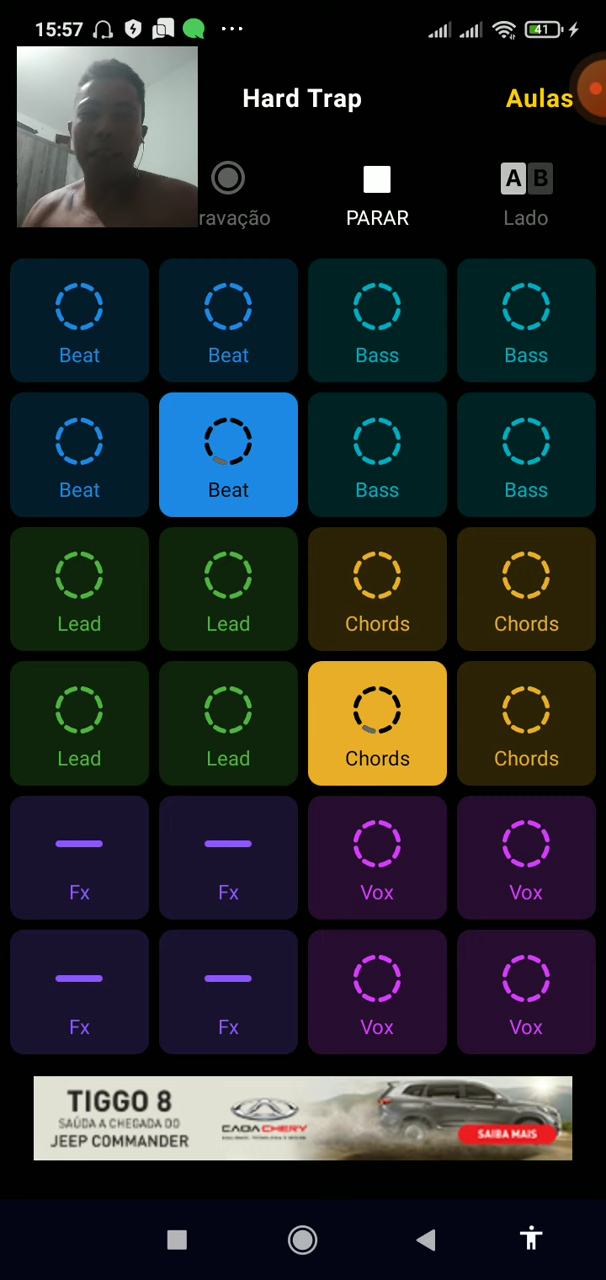 15:57
41
Hard Trap
Aulas
ravação
PARAR
A B
Lado
Beat
Beat
Bass
Bass
Beat
Beat
Bass
Bass
Lead
Lead
Chords
Chords
Lead
Lead
Chords
Chords
Fx
Fx
Vox
Vox
Fx
Fx
Vox
Vox
TIGGO 8
SAÚDA A CHEGADA DO
JEEP COMMANDER
CAOA CHERY
SAIBA MAIS